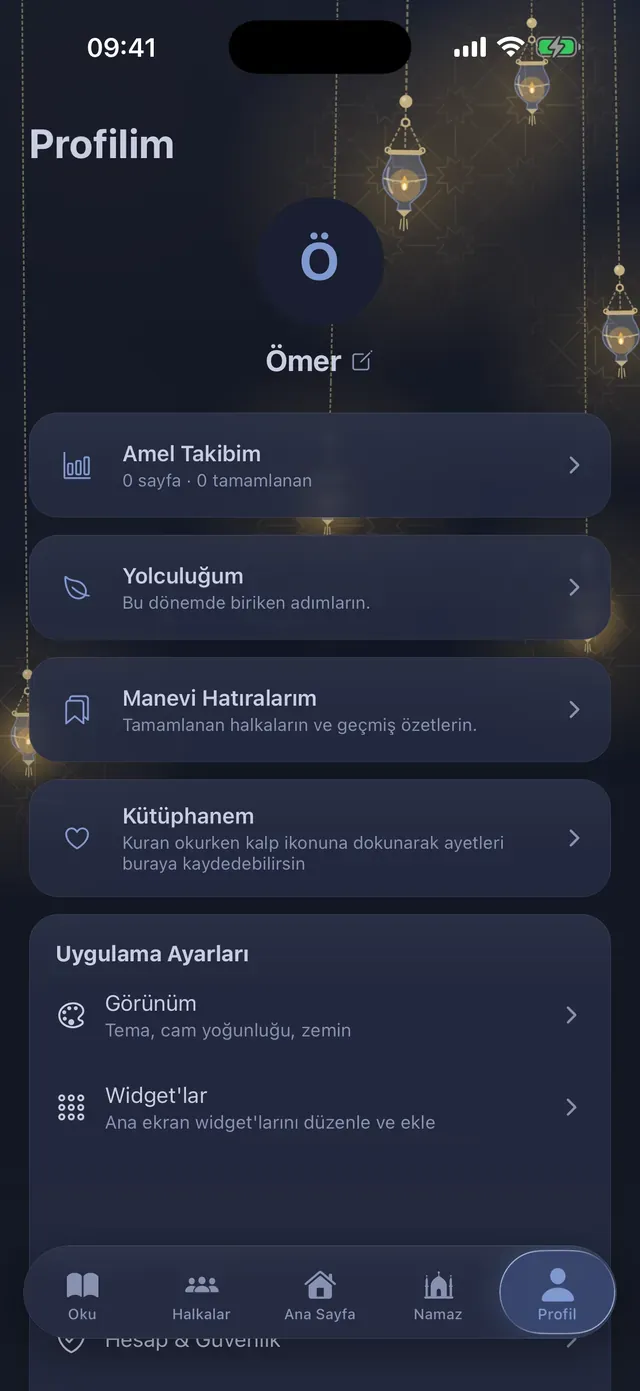 09:41
Profilim
Ö
Ömer
Amel Takibim
0 sayfa · 0 tamamlanan
Yolculuğum
Bu dönemde biriken adımların.
Manevi Hatıralarım
Tamamlanan halkaların ve geçmiş özetlerin.
Kütüphanem
Kuran okurken kalp ikonuna dokunarak ayetleri
buraya kaydedebilirsin
Uygulama Ayarları
Görünüm
Tema, cam yoğunluğu, zemin
Widget'lar
Ana ekran widget'larını düzenle ve ekle
Oku
Halkalar
Ana Sayfa
Namaz
Profil
Hesap & Güvenlik